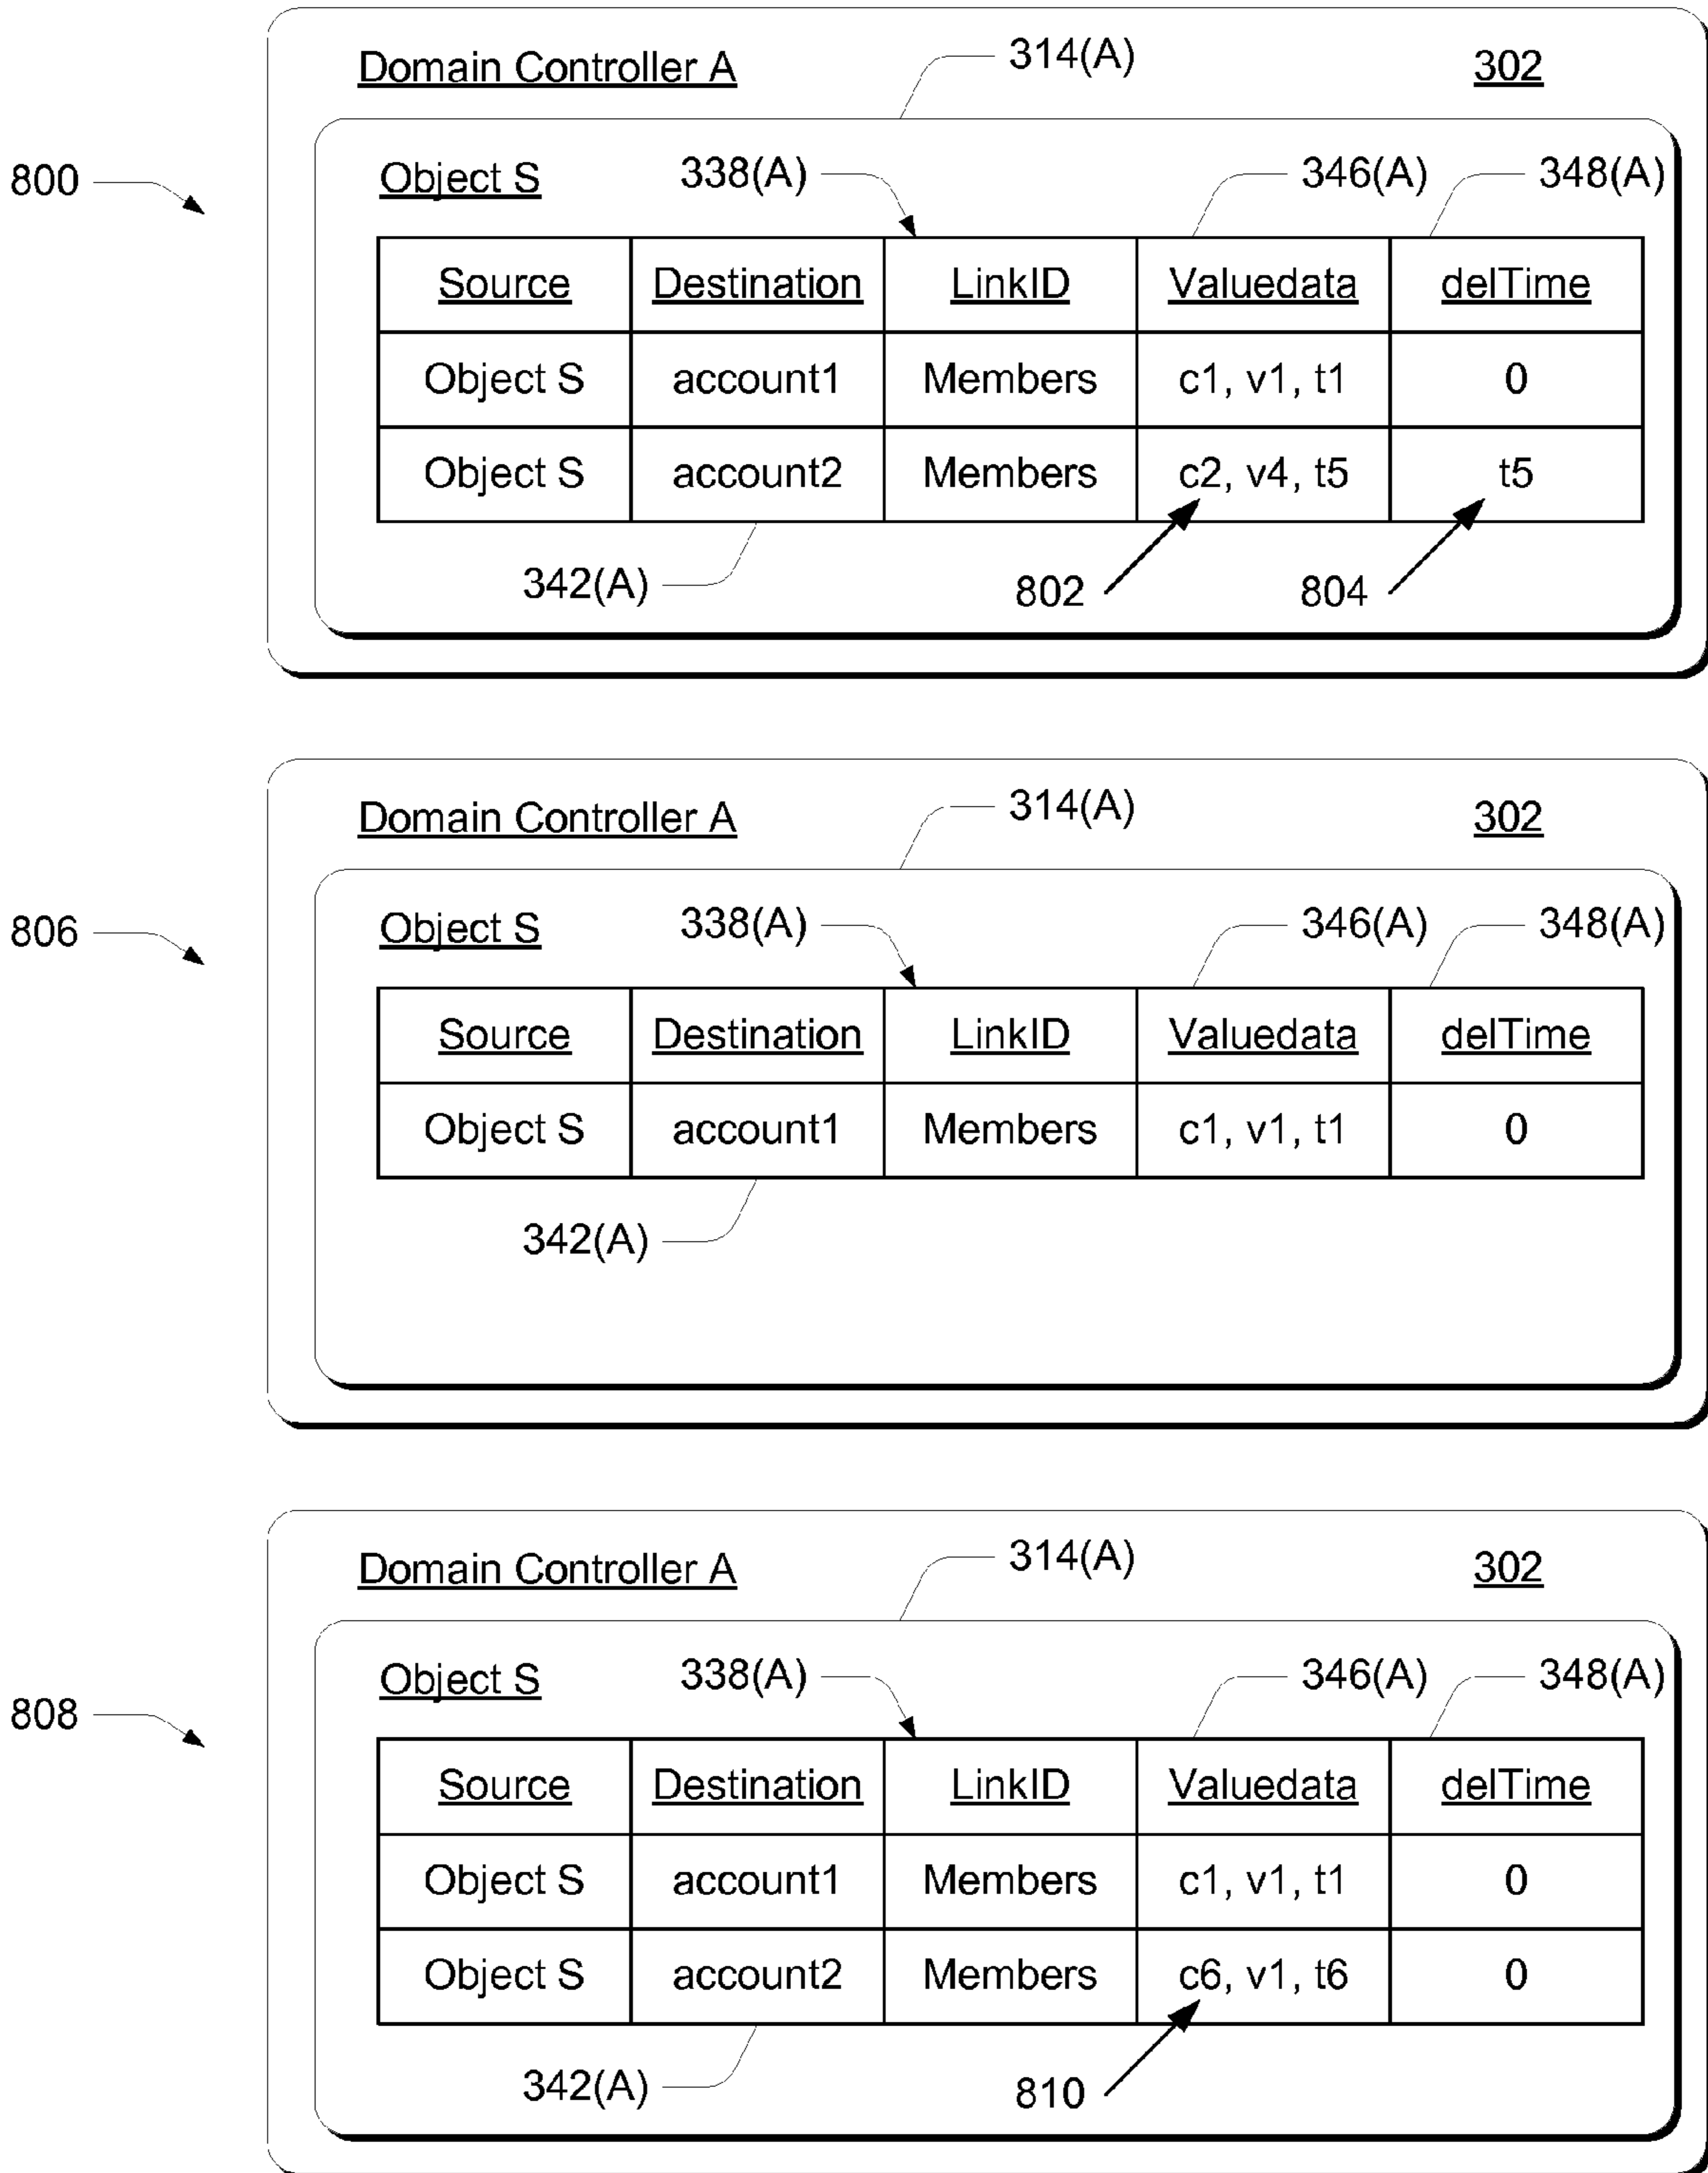 Domain Controller A 314(A) 302
800 Object S 338(A) 346(A) 348(A)
Source Destination LinkID Valuedata delTime
Object S account1 Members c1, v1, t1 0
Object S account2 Members c2, v4, t5 t5
342(A) 802 804
Domain Controller A 314(A) 302
806 Object S 338(A) 346(A) 348(A)
Source Destination LinkID Valuedata delTime
Object S account1 Members c1, v1, t1 0
342(A)
Domain Controller A 314(A) 302
808 Object S 338(A) 346(A) 348(A)
Source Destination LinkID Valuedata delTime
Object S account1 Members c1, v1, t1 0
Object S account2 Members c6, v1, t6 0
342(A) 810